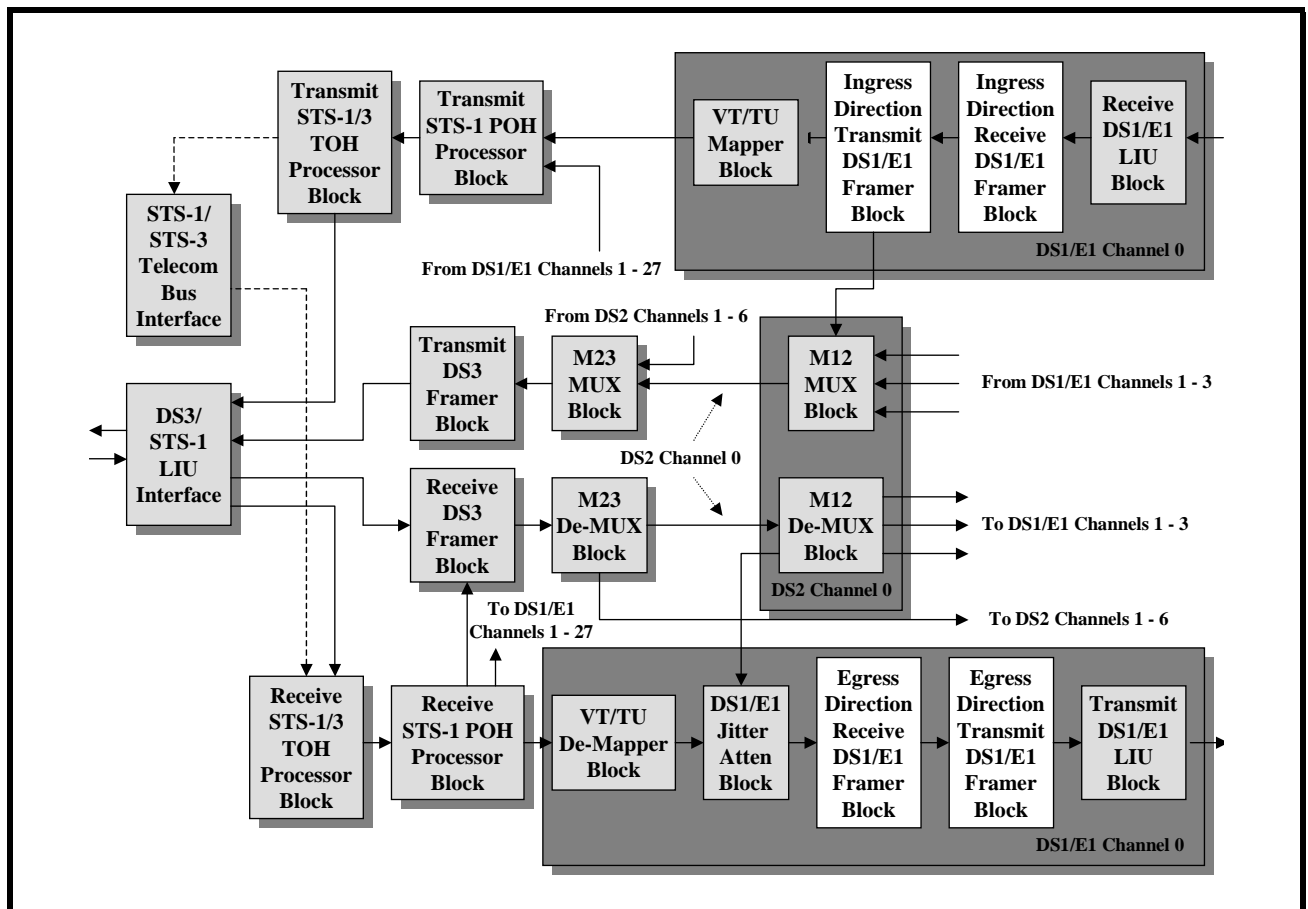 Transmit
STS-1/3
TOH
Processor
Block
Transmit
STS-1 POH
Processor
Block
VT/TU
Mapper
Block
Ingress
Direction
Transmit
DS1/E1
Framer
Block
Ingress
Direction
Receive
DS1/E1
Framer
Block
Receive
DS1/E1
LIU
Block
DS1/E1 Channel 0
STS-1/
STS-3
Telecom
Bus
Interface
From DS1/E1 Channels 1 - 27
From DS2 Channels 1 - 6
Transmit
DS3
Framer
Block
M23
MUX
Block
M12
MUX
Block
From DS1/E1 Channels 1 - 3
DS3/
STS-1
LIU
Interface
DS2 Channel 0
Receive
DS3
Framer
Block
M23
De-MUX
Block
M12
De-MUX
Block
To DS1/E1 Channels 1 - 3
DS2 Channel 0
To DS1/E1
Channels 1 - 27
To DS2 Channels 1 - 6
Receive
STS-1/3
TOH
Processor
Block
Receive
STS-1 POH
Processor
Block
VT/TU
De-Mapper
Block
DS1/E1
Jitter
Atten
Block
Egress
Direction
Receive
DS1/E1
Framer
Block
Egress
Direction
Transmit
DS1/E1
Framer
Block
Transmit
DS1/E1
LIU
Block
DS1/E1 Channel 0